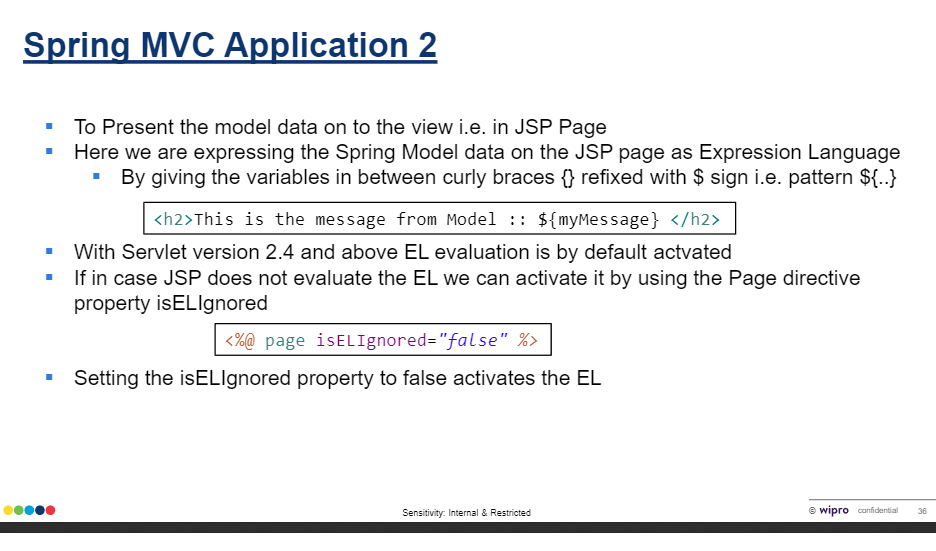 Spring MVC Application 2
To Present the model data on to the view i.e. in JSP Page
Here we are expressing the Spring Model data on the JSP page as Expression Language
By giving the variables in between curly braces {} refixed with $ sign i.e. pattern ${..}
<h2>This is the message from Model :: ${myMessage} </h2>
With Servlet version 2.4 and above EL evaluation is by default actvated
If in case JSP does not evaluate the EL we can activate it by using the Page directive
property isELIgnored
<%@ page isELIgnored="false" %>
Setting the isELIgnored property to false activates the EL
Sensitivity: Internal & Restricted
© wipro confidential 36